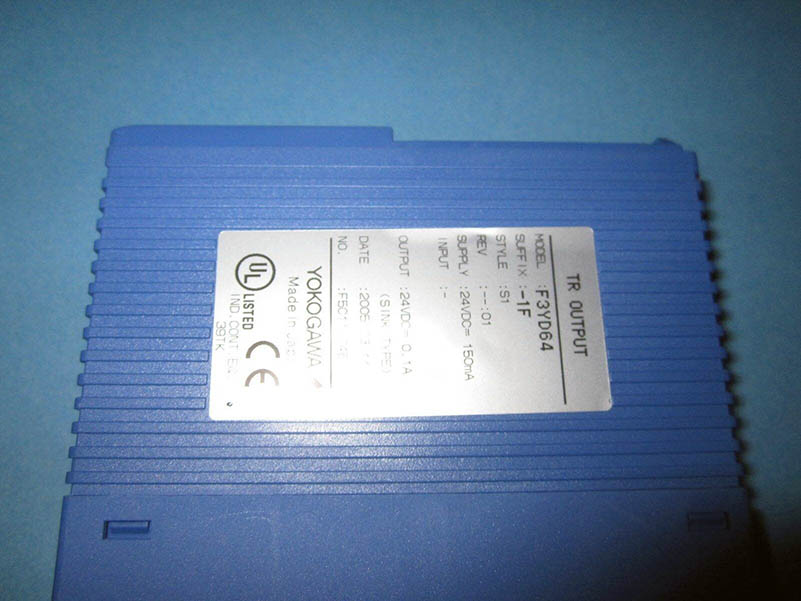 TR OUTPUT
MODEL :F3YD64
SUFFIX :-1F
STYLE :S1
REV :--:01
SUPPLY :24VDC= 150mA
INPUT :-
OUTPUT :24VDC= 0.1A
(SINK TYPE)
DATE
NO.
YOKOGAWA
Made in
UL LISTED CE
IND. CONT. EQ.
39TK